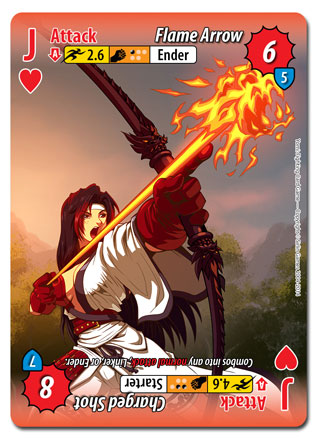 J Attack Flame Arrow 6
A 2.6 Ender 5
Combos into any normal attack, Linker, or Ender.
8 Charged Shot Attack J
7 Starter 4.6 A